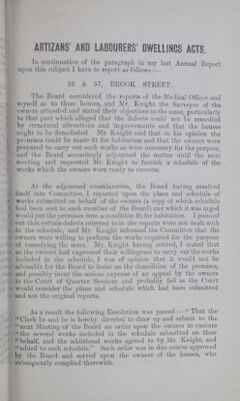 ARTIZANS' AND LABOURERS' DWELLINGS ACTS.
In continuation of the paragraph in my last Annual Report
upon this subject I have to report as follows :—
55 & 57, BROOK STREET.
The Board considered the reports of the Medical Officer and
myself as to these houses, and Mr. Knight the Surveyor of the
owners attended and stated their objections to the same, particularly
to that part which alleged that the defects could not be remedied
by structural alterations and improvements and that the houses
ought to be demolished. Mr. Knight said that in his opinion the
premises could be made fit for habitation and that the owners were
prepared to carry out such works as were necessary for the purpose,
and the Board accordingly adjourned the matter until the next
meeting and requested Mr. Knight to furnish a schedule of the
works which the owners were ready to execute.
At the adjourned consideration, the Board having resolved
itself into Committee, I reported upon the plans and schedule of
works submitted on behalf of the owners (a copy of which schedule
had been sent to each member of the Board) and which it was urged
would put the premises into a condition fit for habitation. I pointed
out that certain defects referred to in the reports were not dealt with
in the schedule, and Mr. Knight informed the Committee that the
owners were willing to perform the works required for the purpose
of remedying the same. Mr. Knight having retired, I stated that
as the owners had expressed their willingness to carry out the works
included in the schedule, I was of opinion that it would not be
advisable for the Board to insist on the demolition of the premises,
and possibly incur the serious expense of an appeal by the owners
to the Court of Quarter Sessions and probably fail as the Court
would consider the plans and schedule which had been submitted
and not the original reports.
As a result the following Resolution was passed :—" That the
" Clerk be and he is hereby directed to draw up and submit to the
" next Meeting of the Board an order upon the owners to execute
" the several works included in the schedule submitted on their
" behalf, and the additional works agreed to by Mr. Knight, and
" added to such schedule." Such order was in due course approved
by the Board and served upon the owners of the houses, who
subsequently complied therewith.